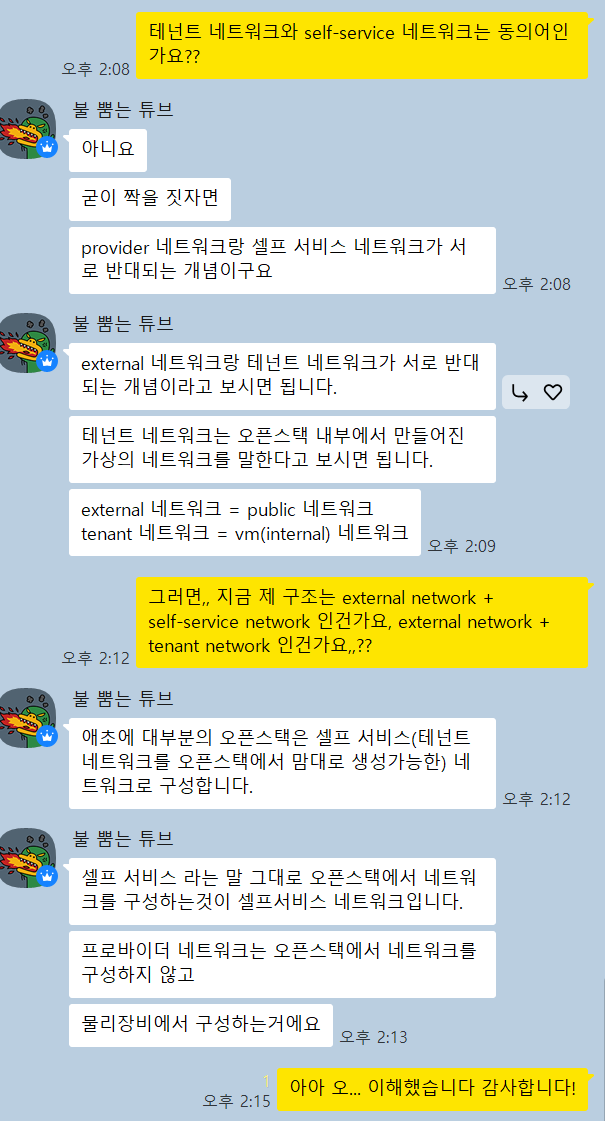 테넌트 네트워크와 self-service 네트워크는 동의어인
가요??
오후 2:08
불 뿜는 튜브
아니요
굳이 짝을 짓자면
provider 네트워크랑 셀프 서비스 네트워크가 서
로 반대되는 개념이구요
오후 2:08
불 뿜는 튜브
external 네트워크랑 테넌트 네트워크가 서로 반대
되는 개념이라고 보시면 됩니다.
테넌트 네트워크는 오픈스택 내부에서 만들어진
가상의 네트워크를 말한다고 보시면 됩니다.
external 네트워크 = public 네트워크
tenant 네트워크 = vm(internal) 네트워크
오후 2:09
그러면,, 지금 제 구조는 external network +
self-service network 인건가요, external network +
tenant network 인건가요,,??
오후 2:12
불 뿜는 튜브
애초에 대부분의 오픈스택은 셀프 서비스(테넌트
네트워크를 오픈스택에서 맘대로 생성가능한) 네
트워크로 구성합니다.
오후 2:12
불 뿜는 튜브
셀프 서비스 라는 말 그대로 오픈스택에서 네트워
크를 구성하는것이 셀프서비스 네트워크입니다.
프로바이더 네트워크는 오픈스택에서 네트워크를
구성하지 않고
물리장비에서 구성하는거에요
오후 2:13
1
오후 2:15
아아 오... 이해했습니다 감사합니다!